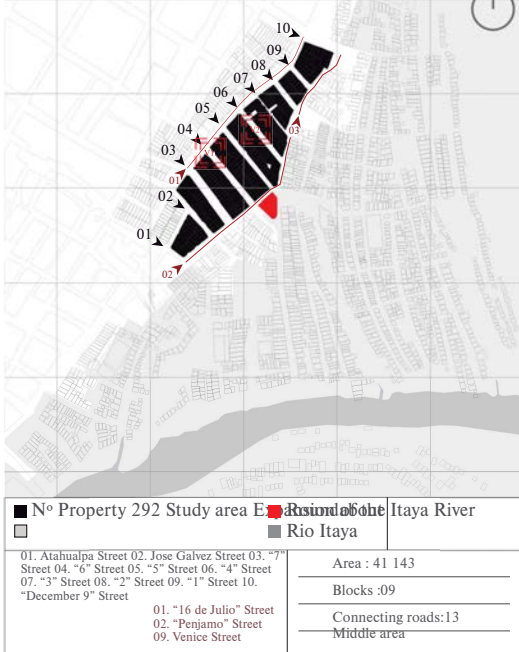 10
09
08
07
06
05
04
03
03
01
02
01
02
Nº Property 292 Study area Itaya River
Rio Itaya
01. Atahualpa Street 02. Jose Galvez Street 03. “7”
Street 04. “6” Street 05. “5” Street 06. “4” Street
07. “3” Street 08. “2” Street 09. “1” Street 10.
“December 9” Street
01. “16 de Julio” Street
02. “Penjamo” Street
09. Venice Street
Area : 41 143
Blocks :09
Connecting roads:13
Middle area